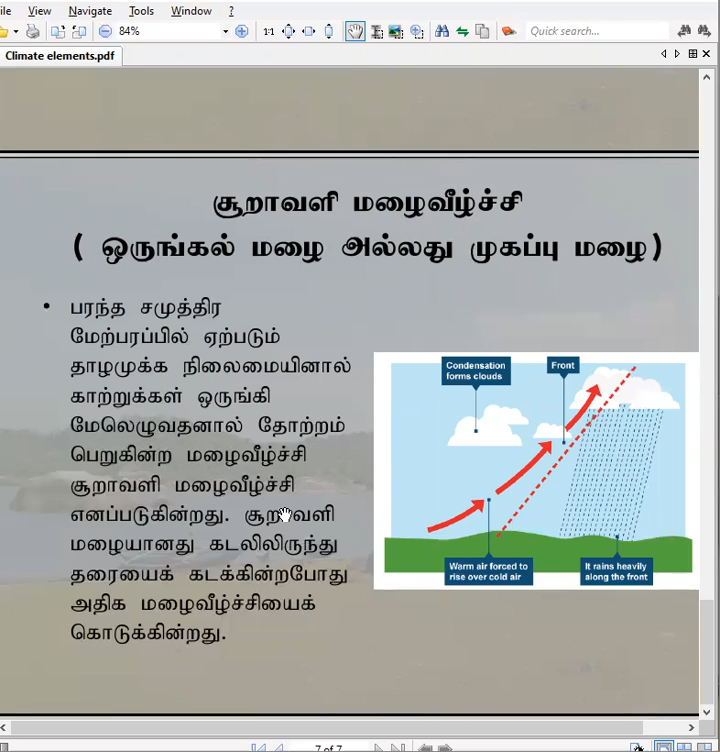 ile View Navigate Tools Window ?
84% 1:1 Quick search...
Climate elements.pdf
சூறாவளி மழைவீழ்ச்சி
( ஒருங்கல் மழை அல்லது முகப்பு மழை)
• பரந்த சமுத்திர
மேற்பரப்பில் ஏற்படும்
தாழமுக்க நிலைமையினால்
காற்றுக்கள் ஒருங்கி
மேலெழுவதனால் தோற்றம்
பெறுகின்ற மழைவீழ்ச்சி
சூறாவளி மழைவீழ்ச்சி
எனப்படுகின்றது. சூறாவளி
மழையானது கடலிலிருந்து
தரையைக் கடக்கின்றபோது
அதிக மழைவீழ்ச்சியைக்
கொடுக்கின்றது.
Condensation
forms clouds
Front
Warm air forced to
rise over cold air
It rains heavily
along the front
7 of 7